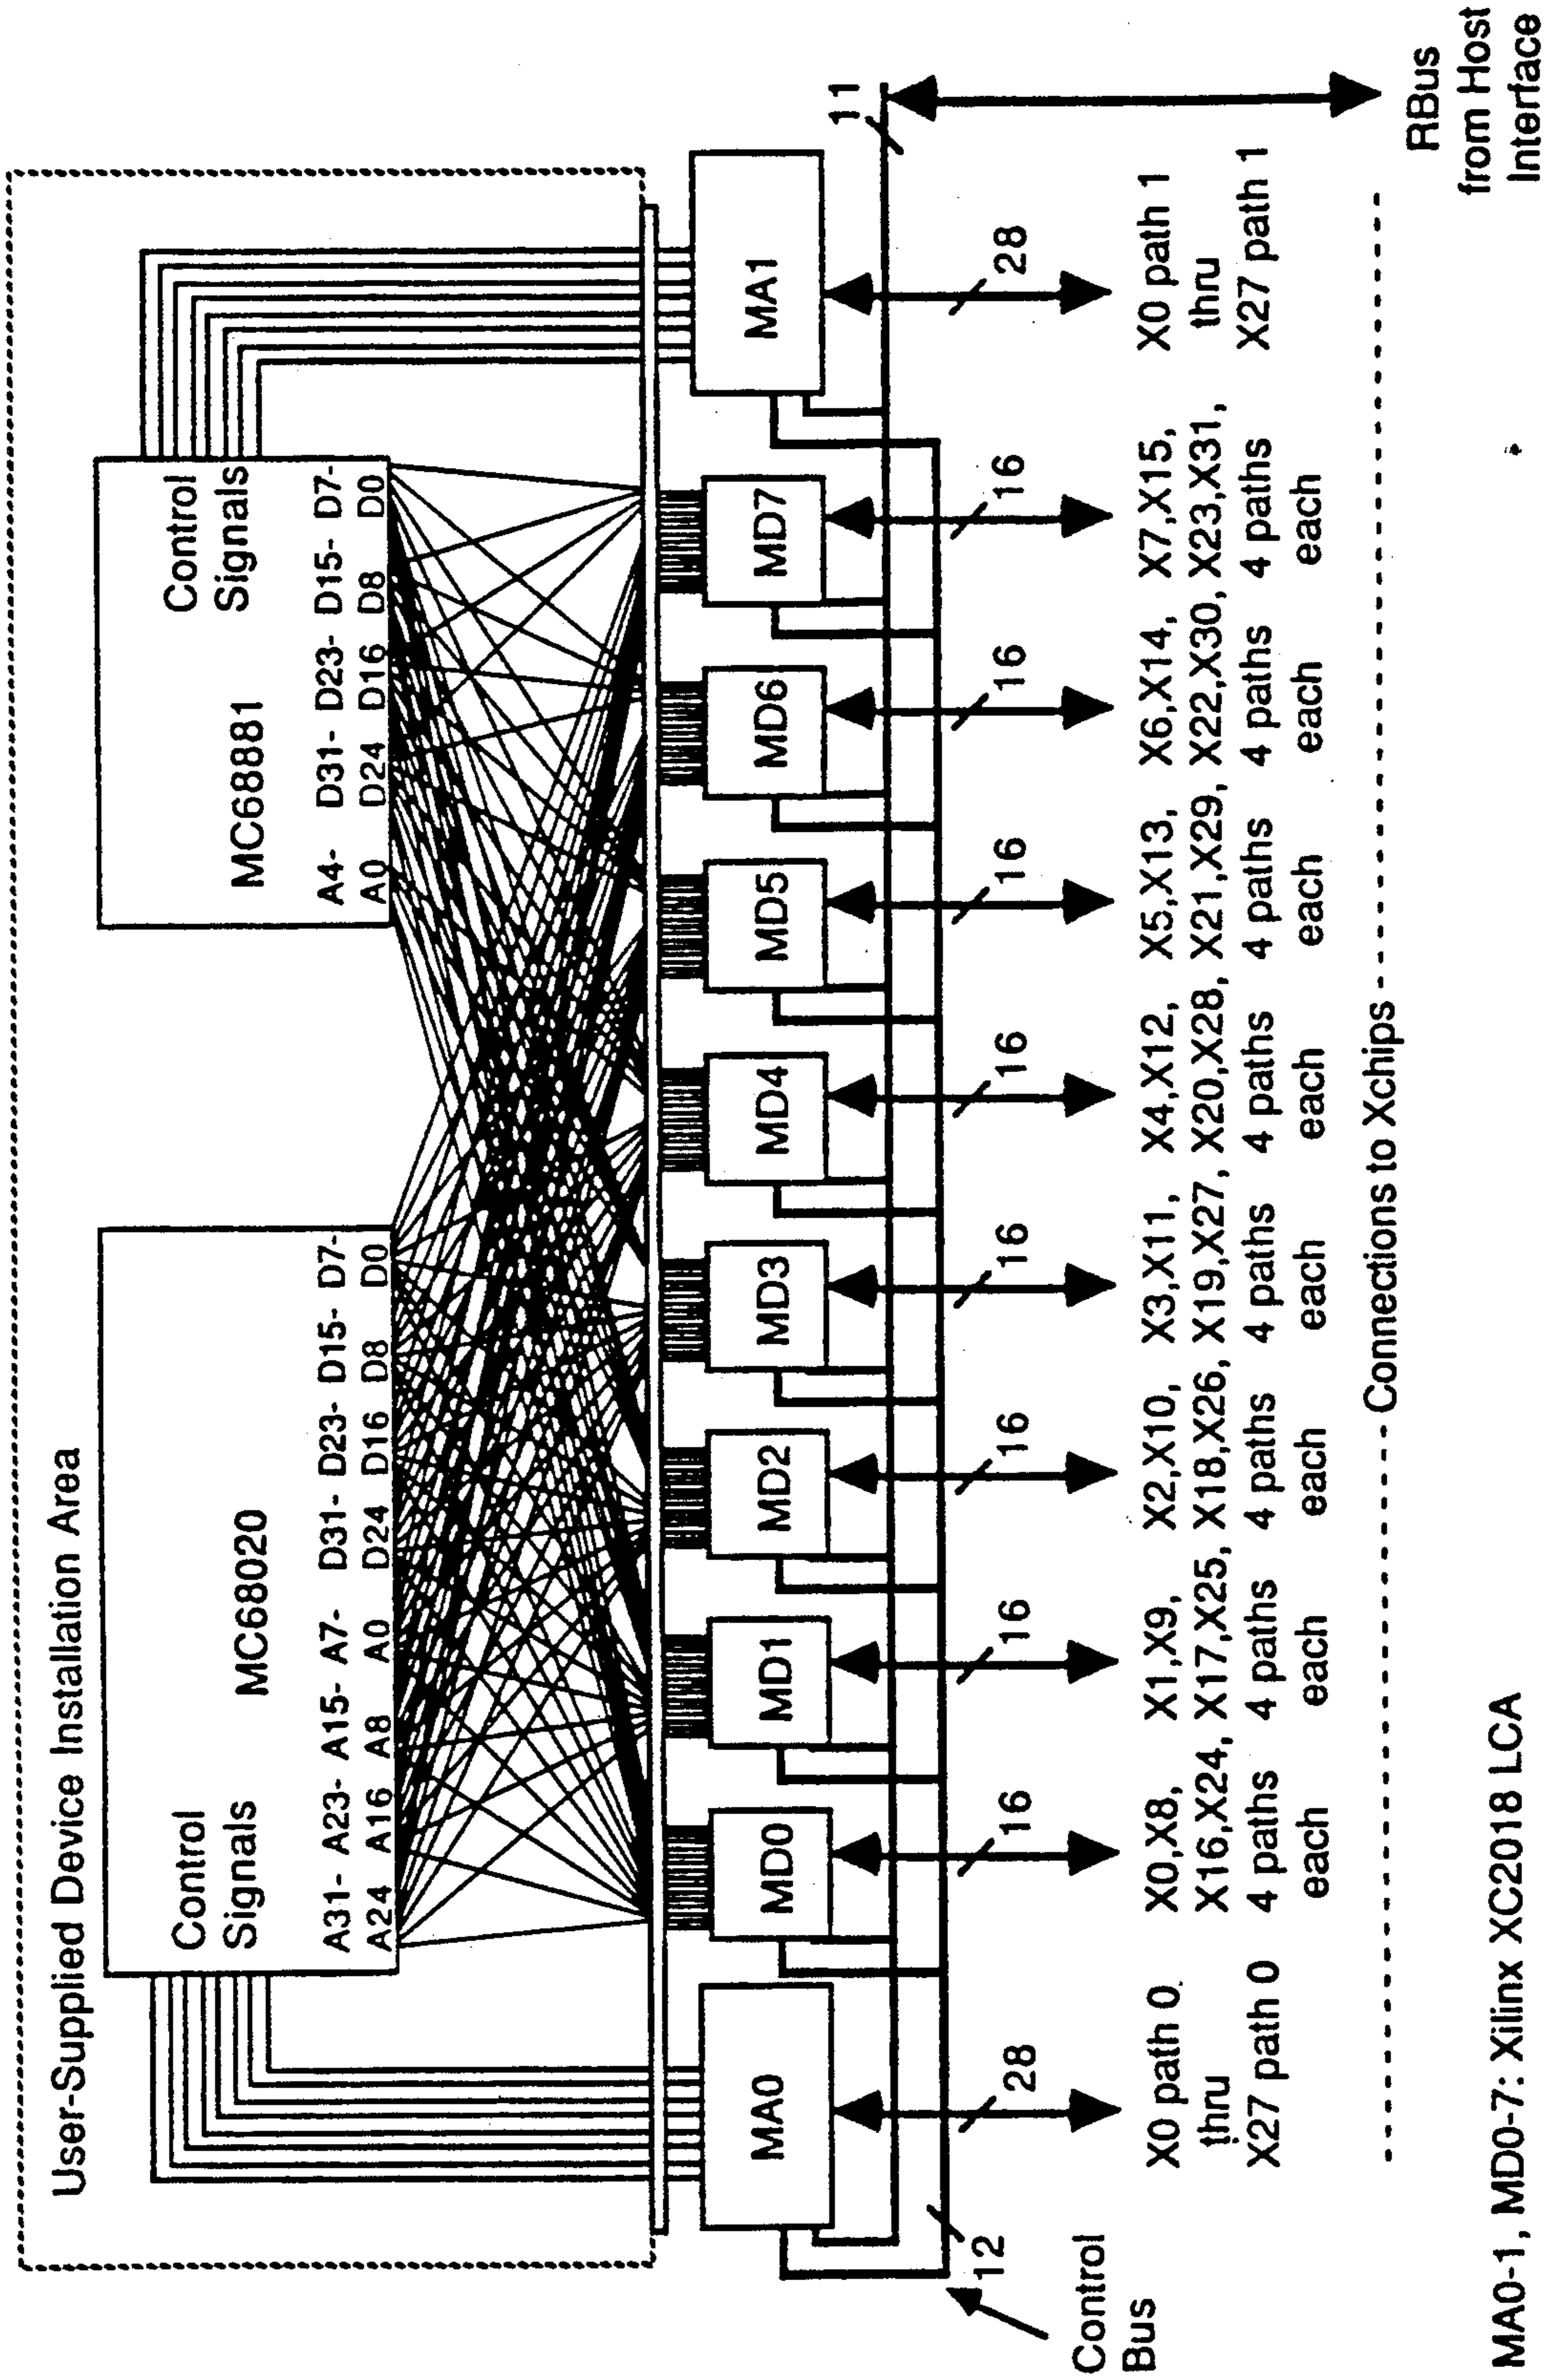 User-Supplied Device Installation Area
Control
Signals
MC68020
A31- A23- A15- A7- D31- D23- D15- D7-
A24 A16 A8 A0 D24 D16 D8 D0
MC68881
Control
Signals
A4- D31- D23- D15- D7-
A0 D24 D16 D8 D0
MA0 MD0 MD1 MD2 MD3 MD4 MD5 MD6 MD7 MA1
11
12
Control
Bus
28 16 16 16 16 16 16 16 16 28
X0 path 0 X0,X8, X1,X9, X2,X10, X3,X11, X4,X12, X5,X13, X6,X14, X7,X15, X0 path 1
thru X16,X24, X17,X25, X18,X26, X19,X27, X20,X28, X21,X29, X22,X30, X23,X31, thru
X27 path 0 4 paths 4 paths 4 paths 4 paths 4 paths 4 paths 4 paths 4 paths X27 path 1
each each each each each each each each
Connections to Xchips
RBus
from Host
Interface
MA0-1, MD0-7: Xilinx XC2018 LCA